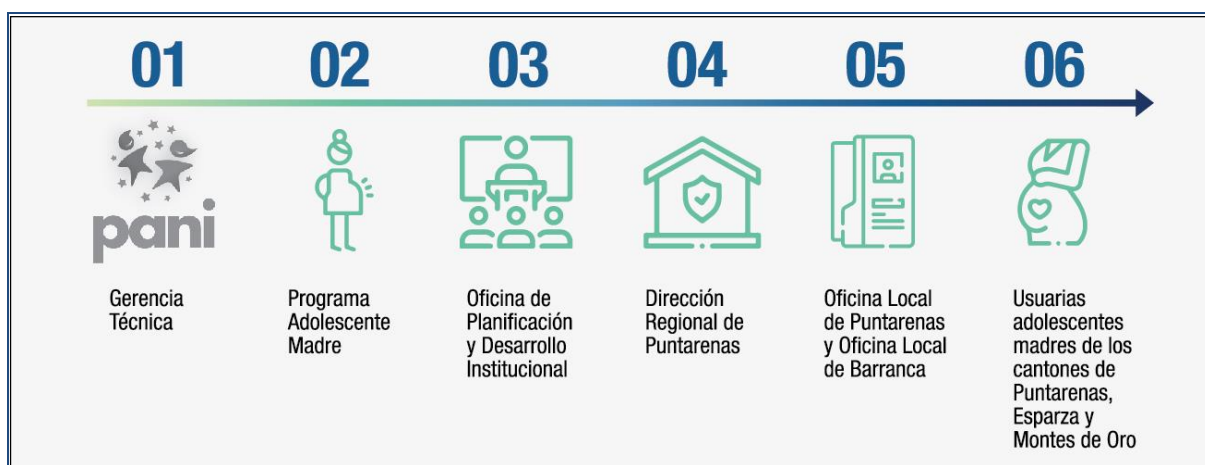 01
02
03
04
05
06
pani
Gerencia
Técnica
Programa
Adolescente
Madre
Oficina de
Planificación
y Desarrollo
Institucional
Dirección
Regional de
Puntarenas
Oficina Local
de Puntarenas
y Oficina Local
de Barranca
Usuarias
adolescentes
madres de los
cantones de
Puntarenas,
Esparza y
Montes de Oro